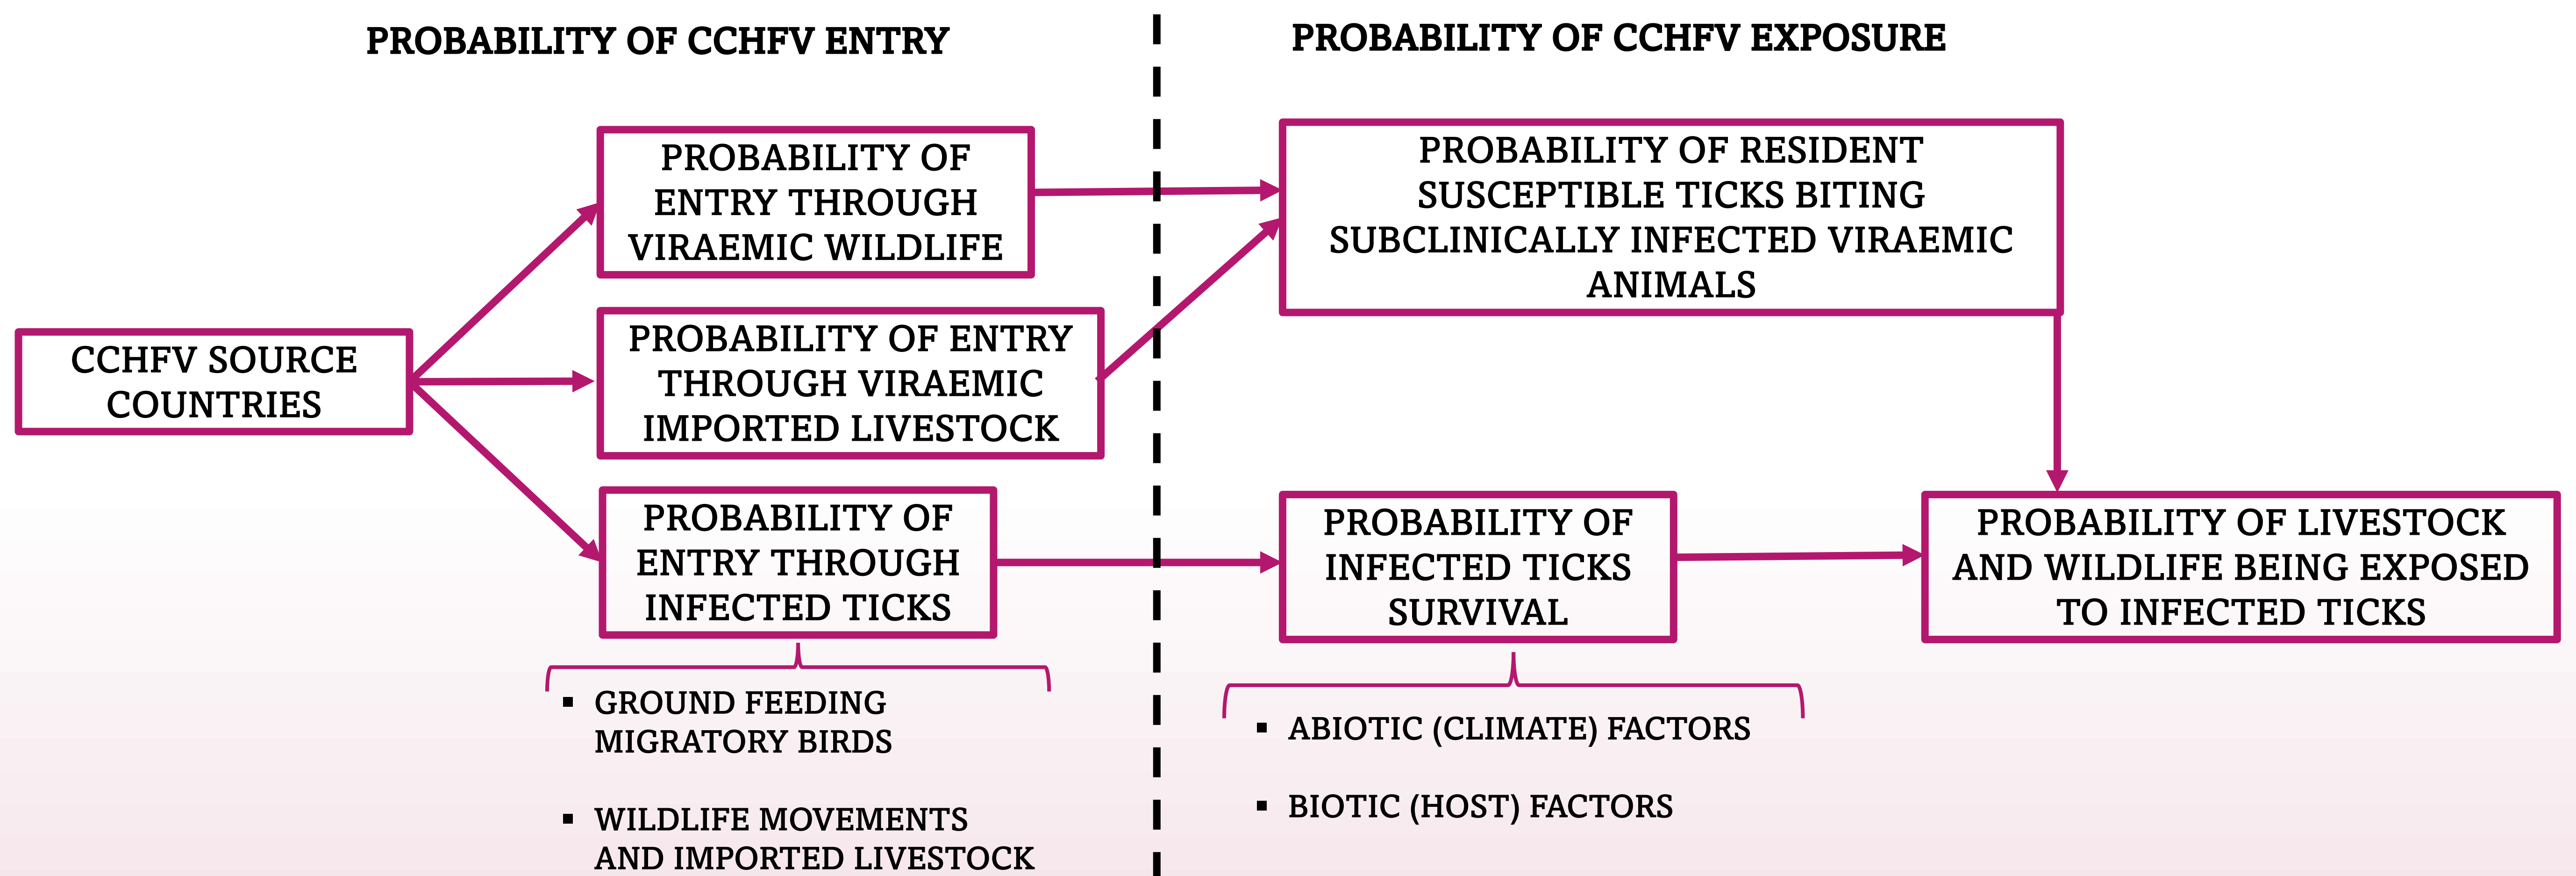 PROBABILITY OF CCHFV ENTRY
PROBABILITY OF CCHFV EXPOSURE
CCHFV SOURCE
COUNTRIES
PROBABILITY OF
ENTRY THROUGH
VIRAEMIC WILDLIFE
PROBABILITY OF ENTRY
THROUGH VIRAEMIC
IMPORTED LIVESTOCK
PROBABILITY OF
ENTRY THROUGH
INFECTED TICKS
▪ GROUND FEEDING
MIGRATORY BIRDS
▪ WILDLIFE MOVEMENTS
AND IMPORTED LIVESTOCK
PROBABILITY OF RESIDENT
SUSCEPTIBLE TICKS BITING
SUBCLINICALLY INFECTED VIRAEMIC
ANIMALS
PROBABILITY OF
INFECTED TICKS
SURVIVAL
▪ ABIOTIC (CLIMATE) FACTORS
▪ BIOTIC (HOST) FACTORS
PROBABILITY OF LIVESTOCK
AND WILDLIFE BEING EXPOSED
TO INFECTED TICKS